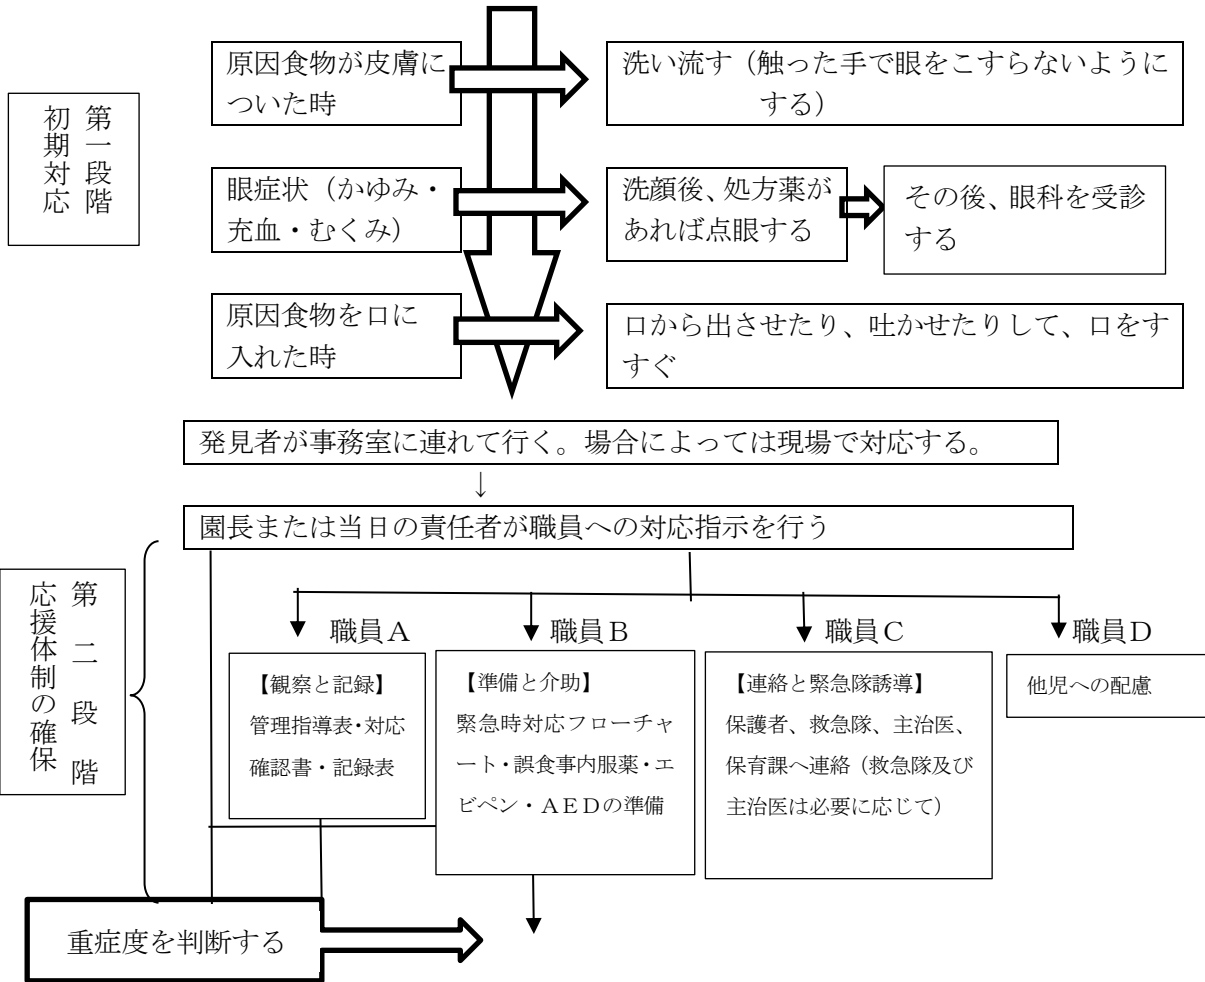 第一段階
初期対応
原因食物が皮膚に
ついた時
洗い流す（触った手で眼をこすらないように
する）
眼症状（かゆみ・
充血・むくみ）
洗顔後、処方薬が
あれば点眼する
その後、眼科を受診
する
原因食物を口に
入れた時
口から出させたり、吐かせたりして、口をす
すぐ
発見者が事務室に連れて行く。場合によっては現場で対応する。
↓
園長または当日の責任者が職員への対応指示を行う
第二段階
応援体制の確保
職員Ａ
【観察と記録】
管理指導表・対応
確認書・記録表
職員Ｂ
【準備と介助】
緊急時対応フローチャ
ート・誤食事内服薬・エ
ピペン・ＡＥＤの準備
職員Ｃ
【連絡と緊急隊誘導】
保護者、救急隊、主治医、
保育課へ連絡（救急隊及び
主治医は必要に応じて）
職員Ｄ
他児への配慮
重症度を判断する